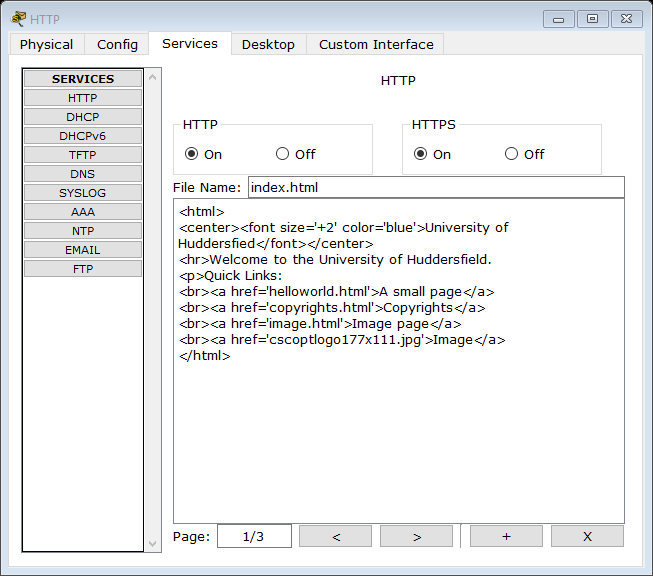 HTTP
Physical Config Services Desktop Custom Interface
SERVICES
HTTP
DHCP
DHCPv6
TFTP
DNS
SYSLOG
AAA
NTP
EMAIL
FTP
HTTP
HTTP
On Off
HTTPS
On Off
File Name: index.html
<html>
<center><font size='+2' color='blue'>University of
Huddersfied</font></center>
<hr>Welcome to the University of Huddersfield.
<p>Quick Links:
<br><a href='helloworld.html'>A small page</a>
<br><a href='copyrights.html'>Copyrights</a>
<br><a href='image.html'>Image page</a>
<br><a href='cscoptlogo177x111.jpg'>Image</a>
</html>
Page: 1/3 < > + X